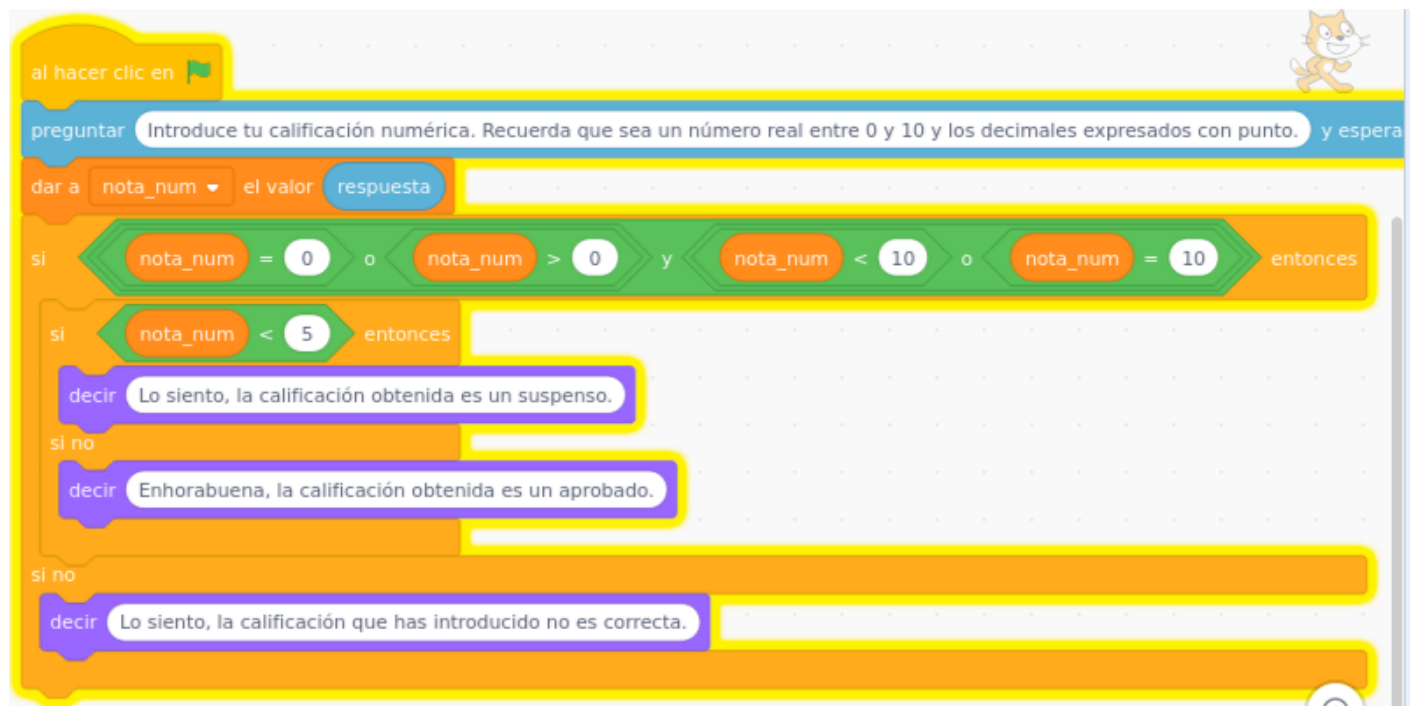 al hacer clic en
preguntar Introduce tu calificación numérica. Recuerda que sea un número real entre 0 y 10 y los decimales expresados con punto. y espera
dar a nota_num el valor respuesta
si nota_num = 0 o nota_num > 0 y nota_num < 10 o nota_num = 10 entonces
si nota_num < 5 entonces
decir Lo siento, la calificación obtenida es un suspenso.
si no
decir Enhorabuena, la calificación obtenida es un aprobado.
si no
decir Lo siento, la calificación que has introducido no es correcta.